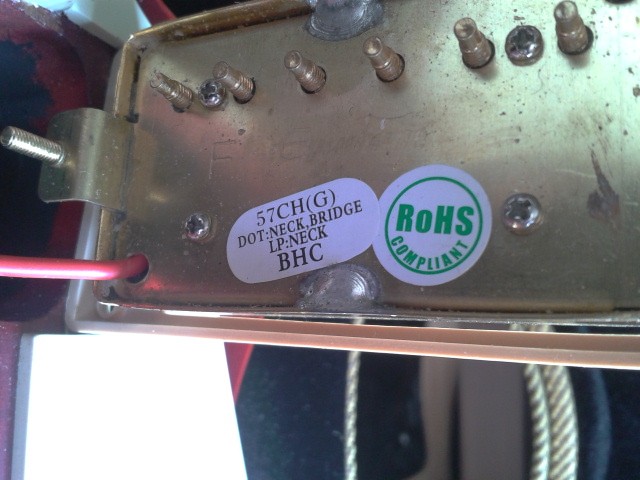 57CH(G)
DOT:NECK,BRIDGE
LP:NECK
BHC
RoHS
COMPLIANT